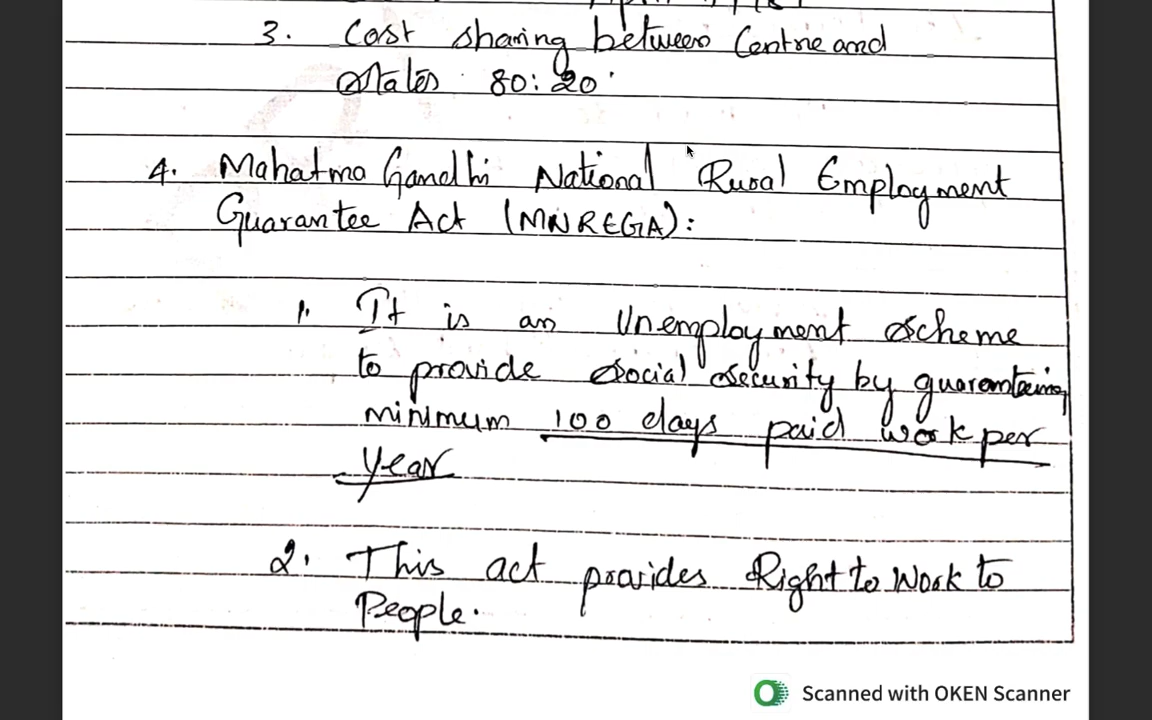 3. Cost sharing between Centre and
States 80:20
4. Mahatma Gandhi National Rural Employment
Guarantee Act (MNREGA):
1. It is an Unemployment Scheme
to provide Social Security by guaranteeing
minimum 100 days paid work per
year
2. This act provides Right to Work to
People.
Scanned with OKEN Scanner